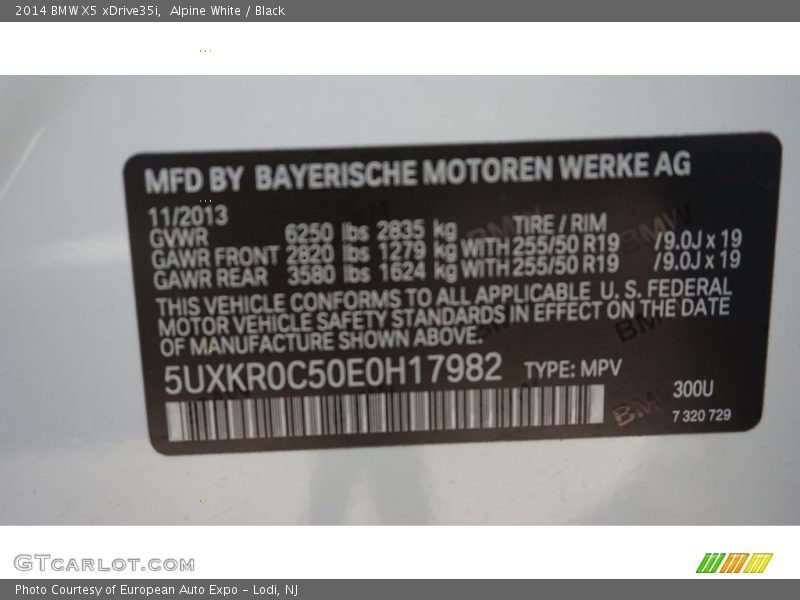 2014 BMW X5 xDrive35i,  Alpine White / Black
MFD BY BAYERISCHE MOTOREN WERKE AG
11/2013
GVWR 6250 lbs 2835 kg TIRE / RIM
GAWR FRONT 2820 lbs 1279 kg WITH 255/50 R19 /9.0J x 19
GAWR REAR 3580 lbs 1624 kg WITH 255/50 R19 /9.0J x 19
THIS VEHICLE CONFORMS TO ALL APPLICABLE U. S. FEDERAL
MOTOR VEHICLE SAFETY STANDARDS IN EFFECT ON THE DATE
OF MANUFACTURE SHOWN ABOVE.
5UXKR0C50E0H17982 TYPE: MPV
300U
BMW
7 320 729
GTCARLOT.COM
Photo Courtesy of European Auto Expo - Lodi, NJ